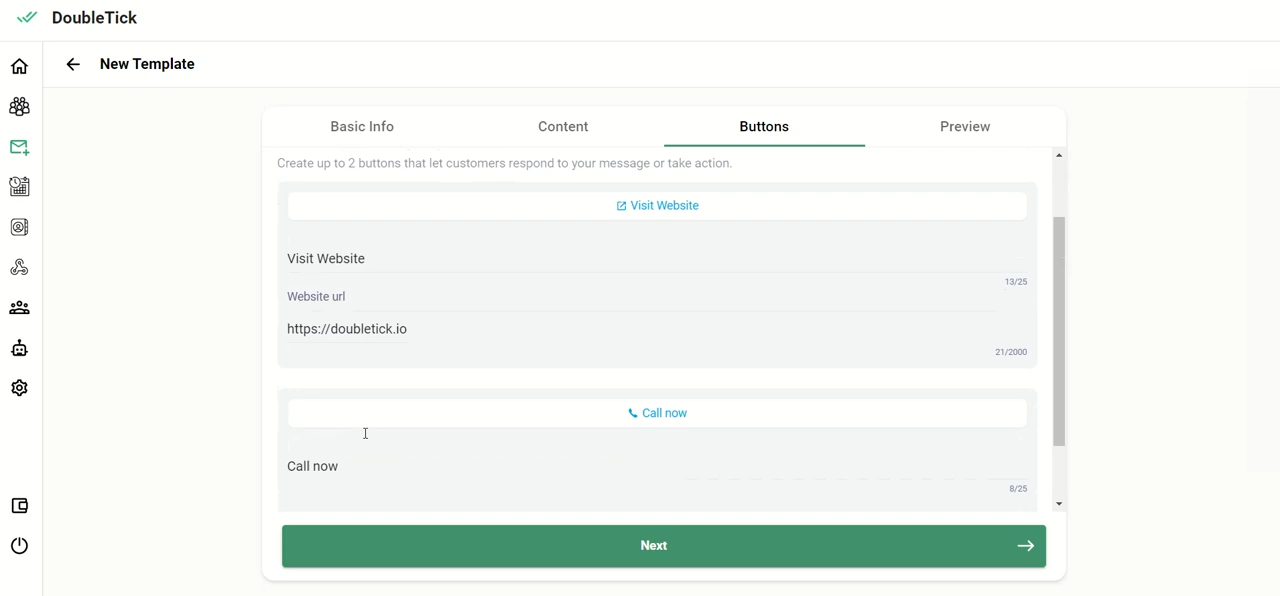 DoubleTick
New Template
Basic Info Content Buttons Preview
Create up to 2 buttons that let customers respond to your message or take action.
Visit Website
Visit Website
13/25
Website url
https://doubletick.io
21/2000
Call now
Call now
8/25
Next